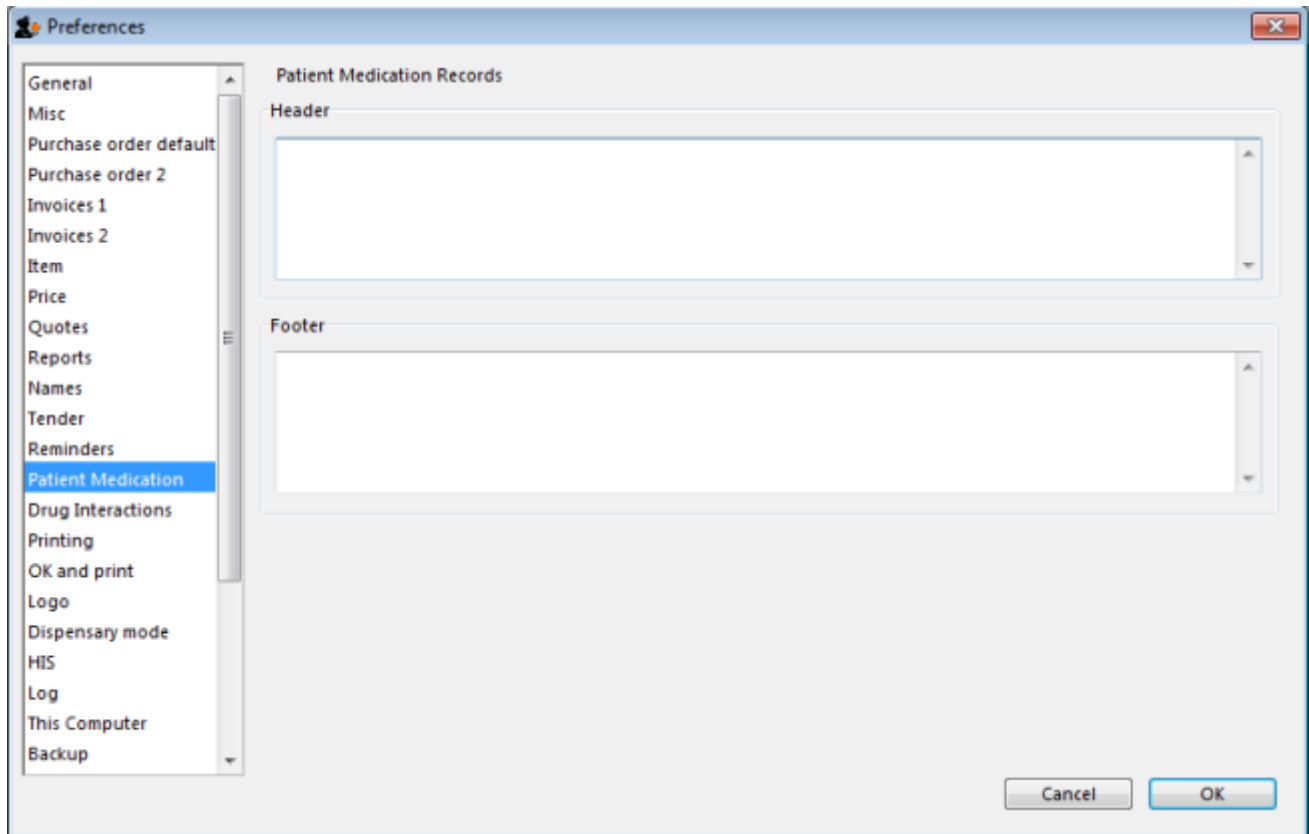 Preferences
General
Misc
Purchase order default
Purchase order 2
Invoices 1
Invoices 2
Item
Price
Quotes
Reports
Names
Tender
Reminders
Patient Medication
Drug Interactions
Printing
OK and print
Logo
Dispensary mode
HIS
Log
This Computer
Backup
Patient Medication Records
Header
Footer
Cancel
OK